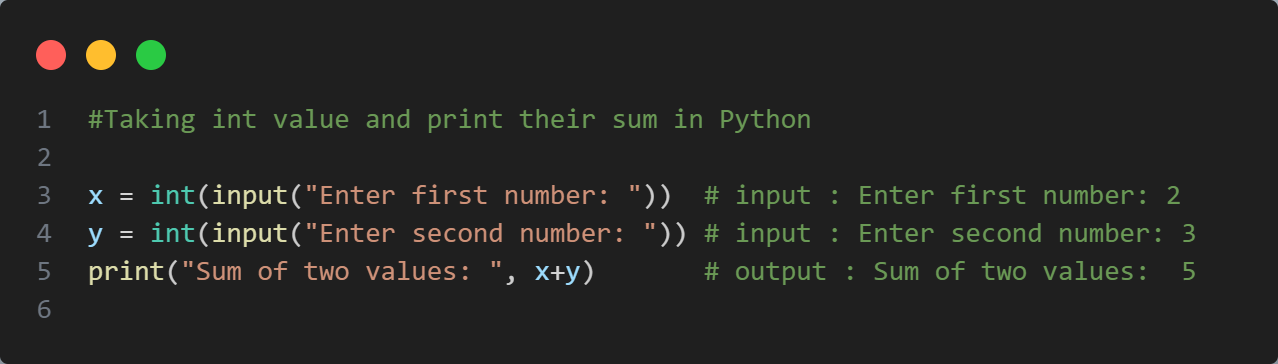 1 #Taking int value and print their sum in Python
2
3 x = int(input("Enter first number: "))  # input : Enter first number: 2
4 y = int(input("Enter second number: ")) # input : Enter second number: 3
5 print("Sum of two values: ", x+y)       # output : Sum of two values:  5
6